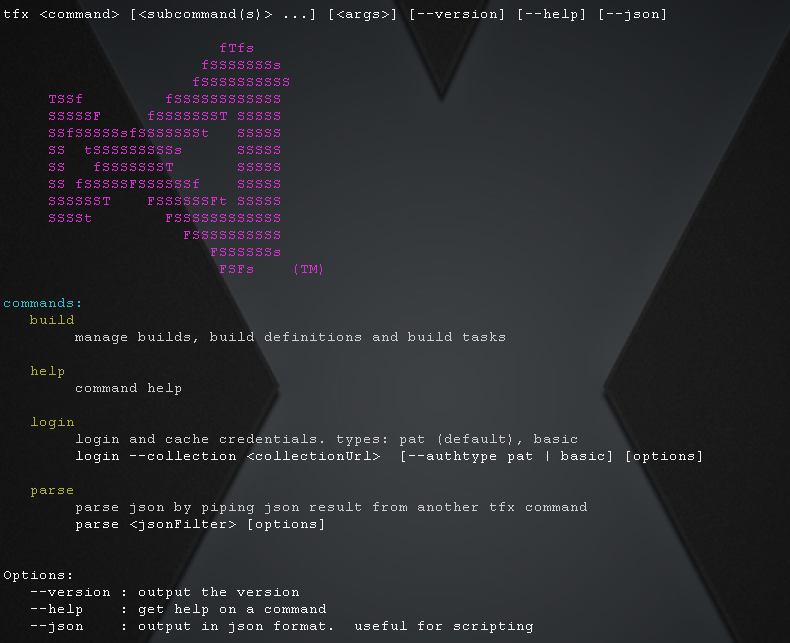 tfx <command> [<subcommand(s)> ...] [<args>] [--version] [--help] [--json]
                        fTfs
                      fSSSSSSSs
                     fSSSSSSSSSS
     TSSf         fSSSSSSSSSSSS
     SSSSSF     fSSSSSSST SSSSS
     SSfSSSSSsfSSSSSSSt   SSSSS
     SS  tSSSSSSSSSs      SSSSS
     SS   fSSSSSSST       SSSSS
     SS fSSSSSFSSSSSSf    SSSSS
     SSSSSST    FSSSSSSFt SSSSS
     SSSSt        FSSSSSSSSSSSS
                    FSSSSSSSSSS
                       FSSSSSSs
                        FSFs    (TM)
commands:
   build
        manage builds, build definitions and build tasks
   help
        command help
   login
        login and cache credentials. types: pat (default), basic
        login --collection <collectionUrl>  [--authtype pat | basic] [options]
   parse
        parse json by piping json result from another tfx command
        parse <jsonFilter> [options]
Options:
   --version : output the version
   --help    : get help on a command
   --json    : output in json format.  useful for scripting